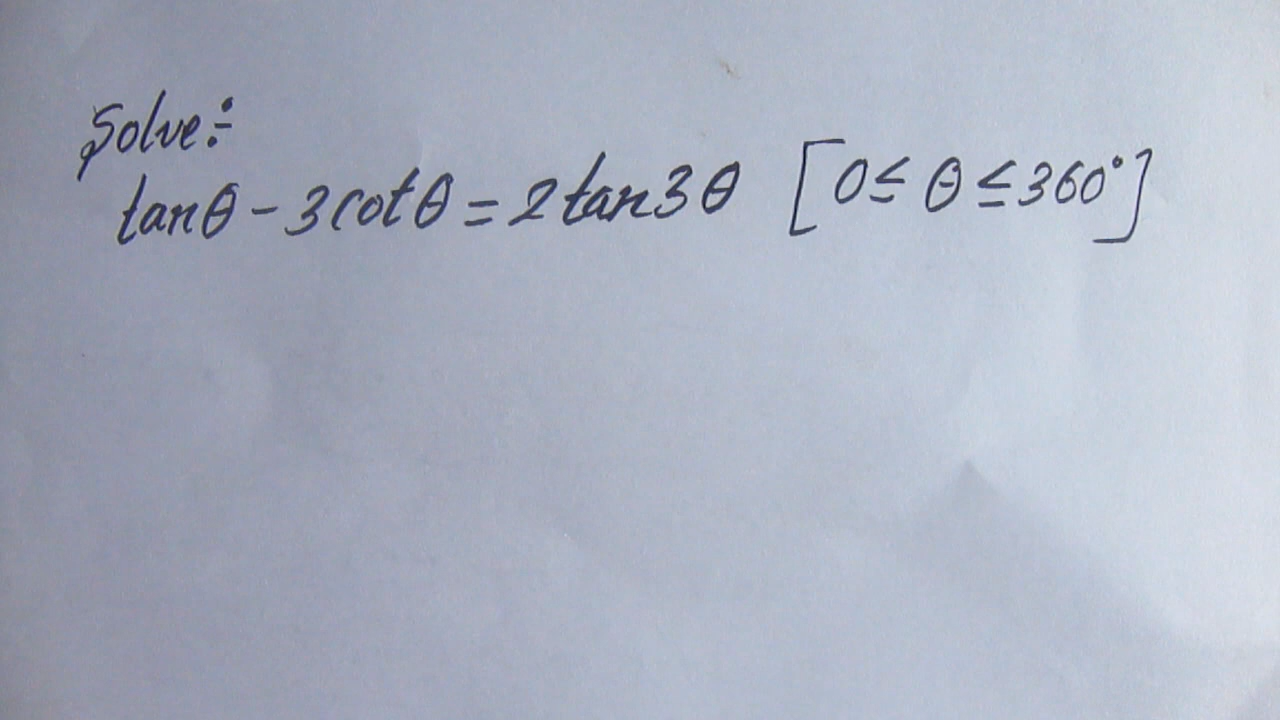 Solve:-
tanθ - 3cotθ = 2tan3θ [0≤ θ ≤360°]